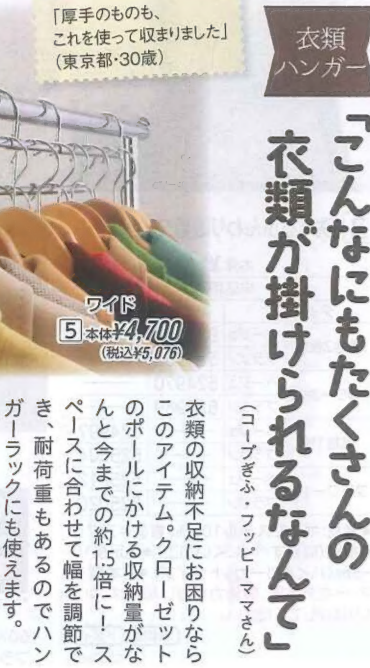 衣類
ハンガー
「こんなにもたくさんの
衣類が掛けられるなんて」
(コープぎふ・フッピーママさん)
「厚手のものも、
これを使って収まりました」
(東京都・30歳)
ワイド
5 本体¥4,700
(税込¥5,076)
衣類の収納不足にお困りなら
このアイテム。クローゼット
のポールにかける収納量がな
んと今までの約1.5倍に！ス
ペースに合わせて幅を調節で
き、耐荷重もあるのでハン
ガーラックにも使えます。